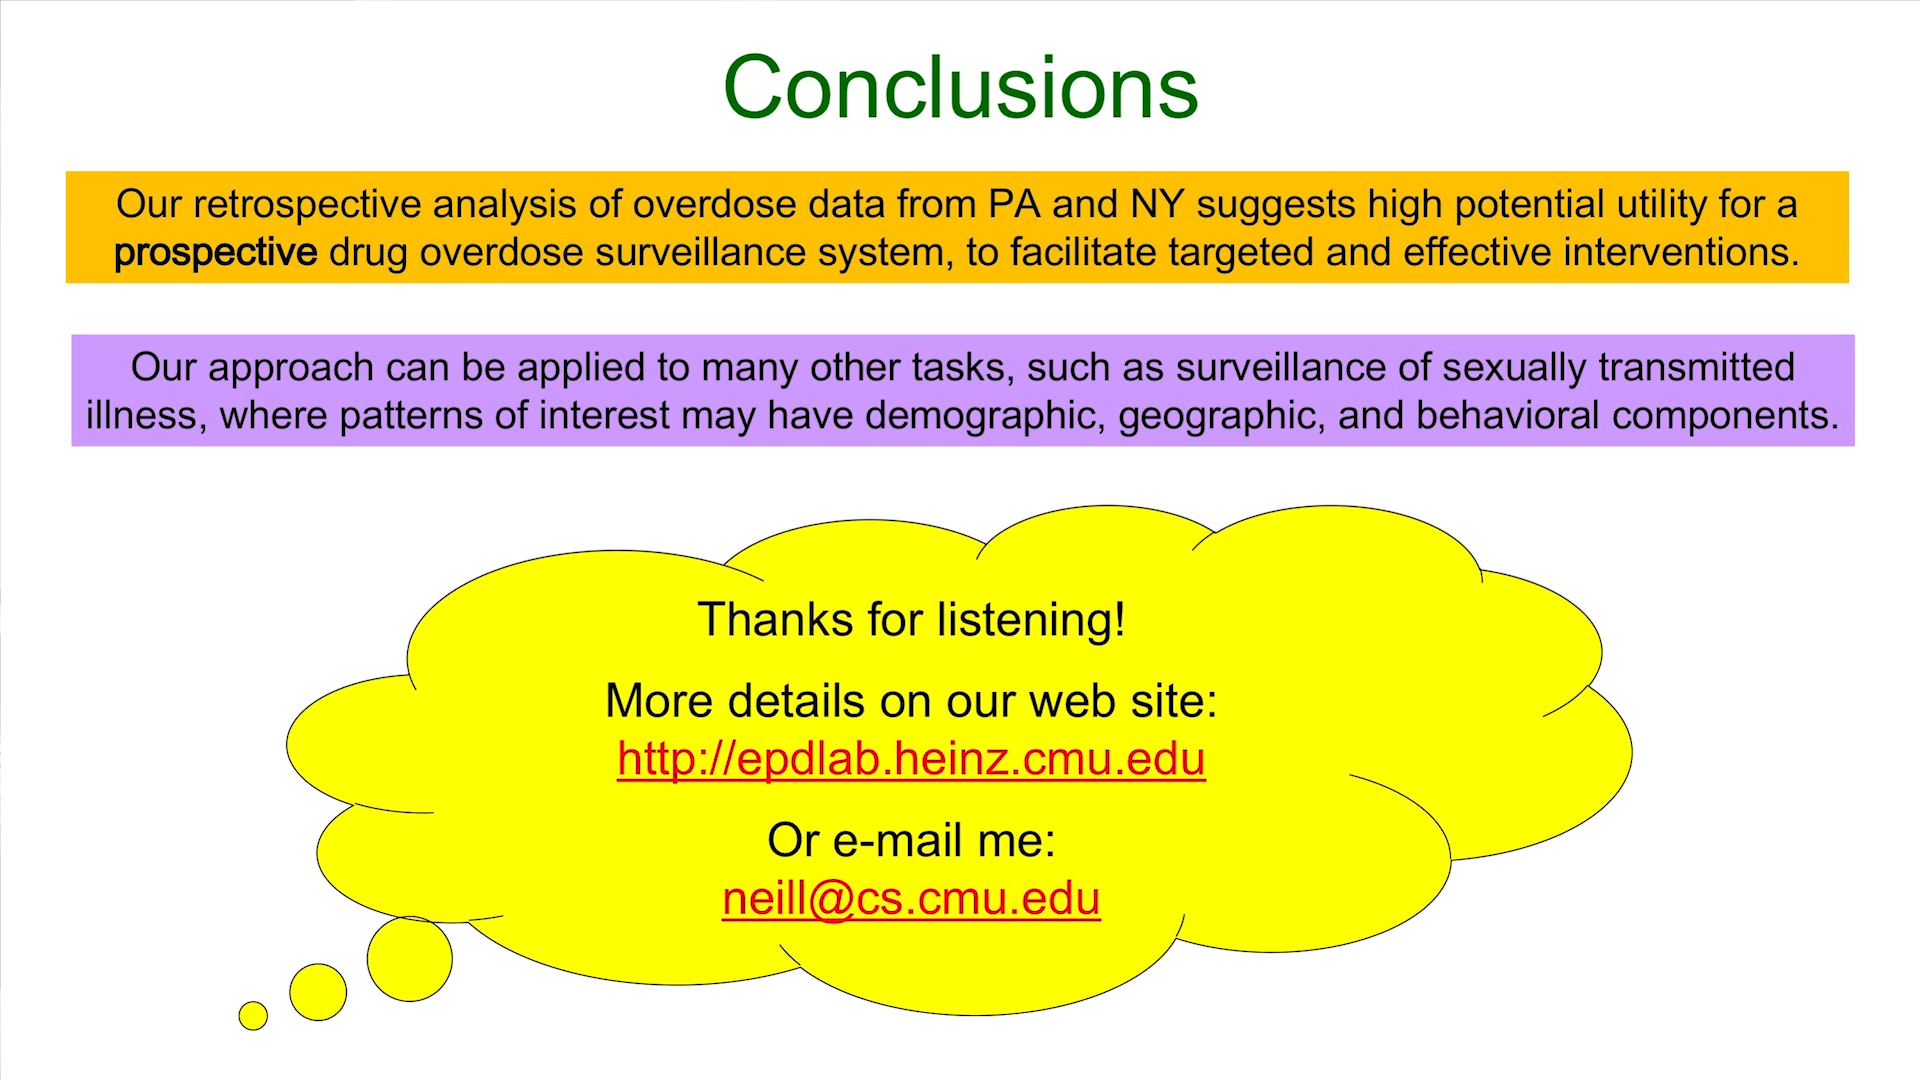 Conclusions
Our retrospective analysis of overdose data from PA and NY suggests high potential utility for a
prospective drug overdose surveillance system, to facilitate targeted and effective interventions.
Our approach can be applied to many other tasks, such as surveillance of sexually transmitted
illness, where patterns of interest may have demographic, geographic, and behavioral components.
Thanks for listening!
More details on our web site:
http://epdlab.heinz.cmu.edu
Or e-mail me:
neill@cs.cmu.edu